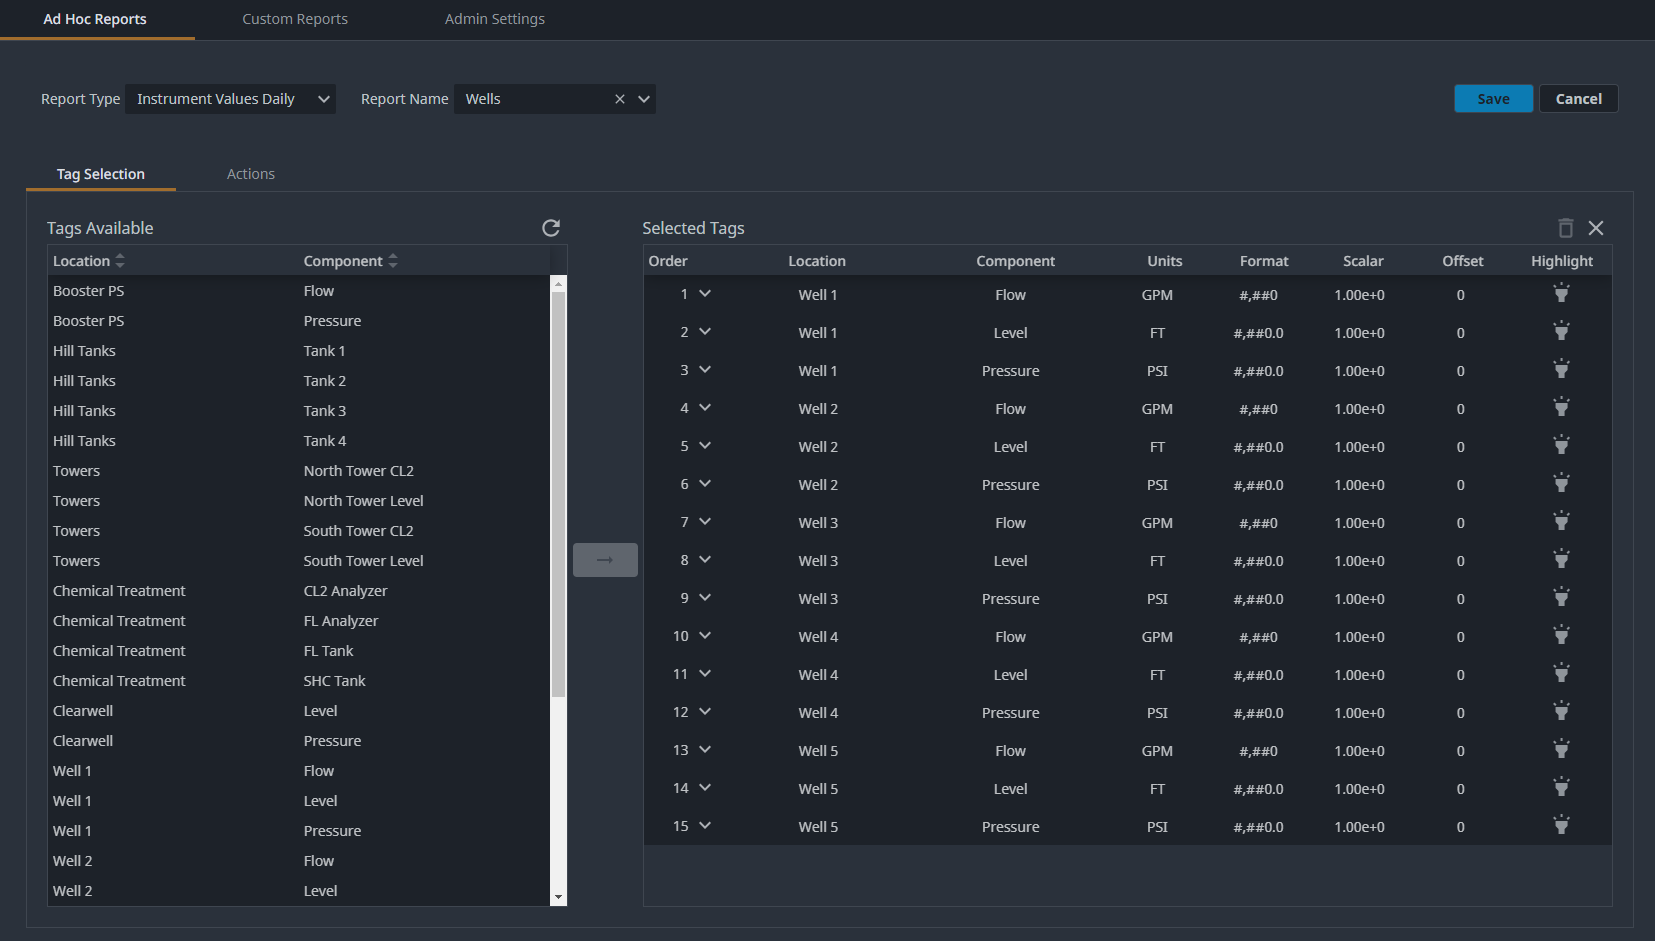 Ad Hoc Reports Custom Reports Admin Settings
Report Type Instrument Values Daily Report Name Wells Save Cancel
Tag Selection Actions
Tags Available
Location Component
Booster PS Flow
Booster PS Pressure
Hill Tanks Tank 1
Hill Tanks Tank 2
Hill Tanks Tank 3
Hill Tanks Tank 4
Towers North Tower CL2
Towers North Tower Level
Towers South Tower CL2
Towers South Tower Level
Chemical Treatment CL2 Analyzer
Chemical Treatment FL Analyzer
Chemical Treatment FL Tank
Chemical Treatment SHC Tank
Clearwell Level
Clearwell Pressure
Well 1 Flow
Well 1 Level
Well 1 Pressure
Well 2 Flow
Well 2 Level
Selected Tags
Order Location Component Units Format Scalar Offset Highlight
1 Well 1 Flow GPM #,##0 1.00e+0 0
2 Well 1 Level FT #,##0.0 1.00e+0 0
3 Well 1 Pressure PSI #,##0.0 1.00e+0 0
4 Well 2 Flow GPM #,##0 1.00e+0 0
5 Well 2 Level FT #,##0.0 1.00e+0 0
6 Well 2 Pressure PSI #,##0.0 1.00e+0 0
7 Well 3 Flow GPM #,##0 1.00e+0 0
8 Well 3 Level FT #,##0.0 1.00e+0 0
9 Well 3 Pressure PSI #,##0.0 1.00e+0 0
10 Well 4 Flow GPM #,##0 1.00e+0 0
11 Well 4 Level FT #,##0.0 1.00e+0 0
12 Well 4 Pressure PSI #,##0.0 1.00e+0 0
13 Well 5 Flow GPM #,##0 1.00e+0 0
14 Well 5 Level FT #,##0.0 1.00e+0 0
15 Well 5 Pressure PSI #,##0.0 1.00e+0 0